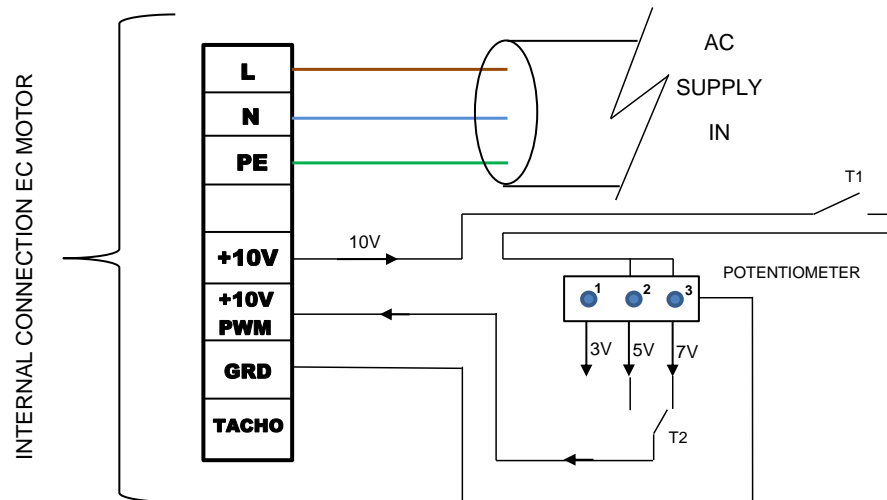 INTERNAL CONNECTION EC MOTOR
L
N
PE
+10V
+10V
PWM
GRD
TACHO
AC
SUPPLY
IN
T1
10V
POTENTIOMETER
1 2 3
3V 5V 7V
T2